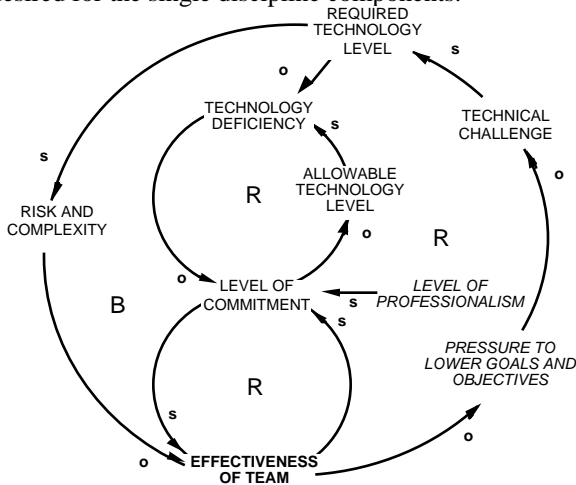 desired for the single discipline components.
REQUIRED
TECHNOLOGY
LEVEL
s
o
TECHNOLOGY
DEFICIENCY
s
TECHNICAL
CHALLENGE
s
ALLOWABLE
TECHNOLOGY
LEVEL
o
R
RISK AND
COMPLEXITY
o
R
o
LEVEL OF
COMMITMENT
LEVEL OF
PROFESSIONALISM
s
B
s
PRESSURE TO
LOWER GOALS AND
OBJECTIVES
R
s
o
o
EFFECTIVENESS
OF TEAM